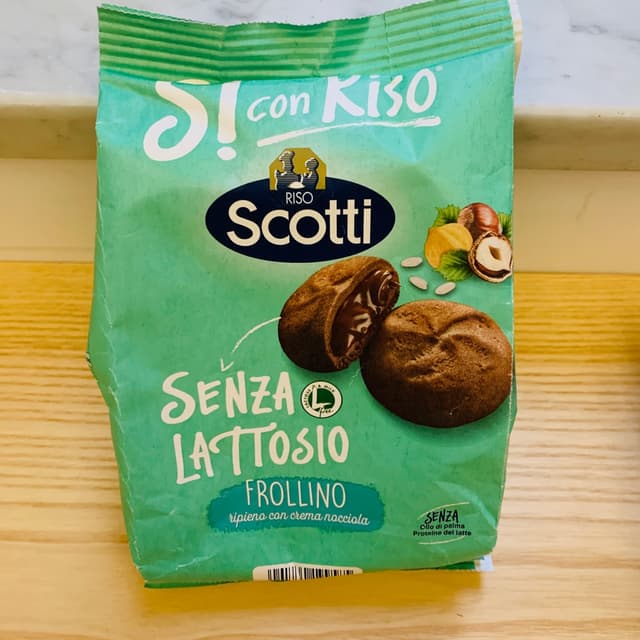 Sì con Riso
RISO
Scotti
SENZA
LATTOSIO
FROLLINO
ripieno con crema nocciola
SENZA
Olio di palma
Proteine del latte